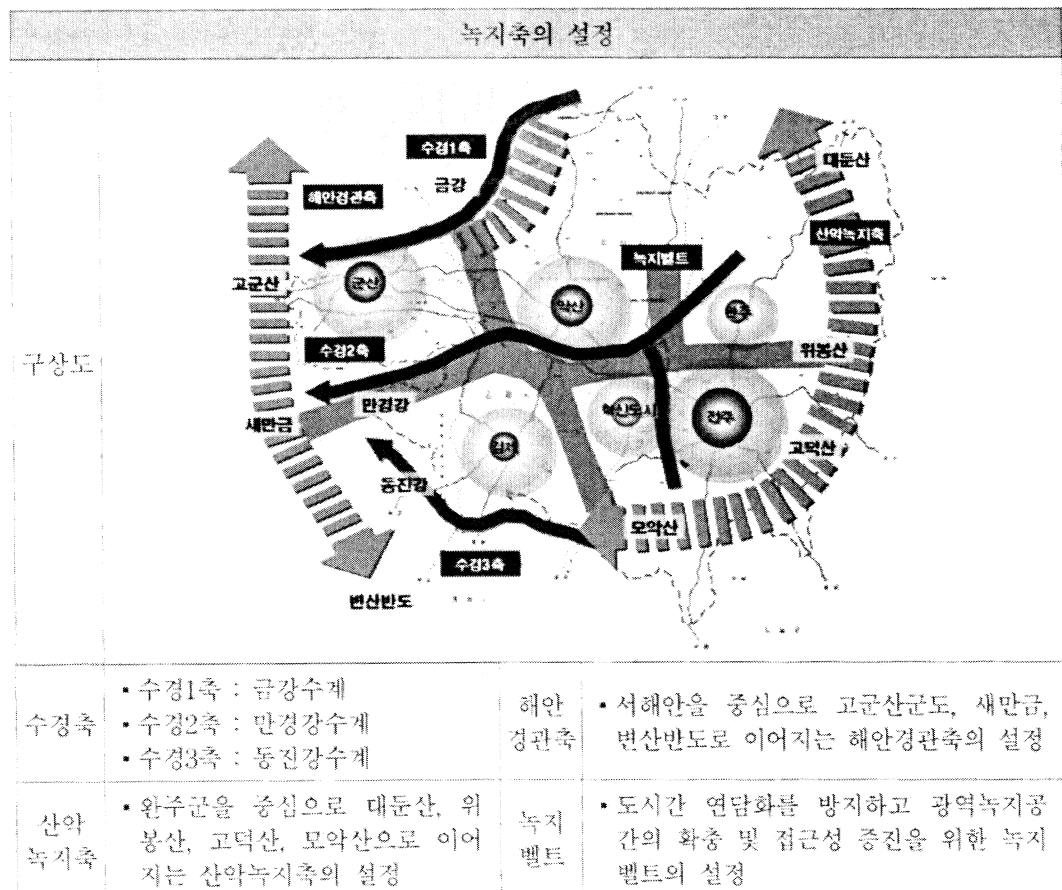 녹지축의 설정
구상도
수경1축
금강
대둔산
해안경관축
산악녹지축
녹지벨트
고군산
군산
익산
완주
수경2축
위봉산
만경강
혁신도시
전주
새만금
김제
고덕산
동진강
모악산
수경3축
변산반도
수경축
▪ 수경1축 : 금강수계
▪ 수경2축 : 만경강수계
▪ 수경3축 : 동진강수계
해안
경관축
▪ 서해안을 중심으로 고군산군도, 새만금,
변산반도로 이어지는 해안경관축의 설정
산악
녹지축
▪ 완주군을 중심으로 대둔산, 위
봉산, 고덕산, 모악산으로 이어
지는 산악녹지축의 설정
녹지
벨트
▪ 도시간 연담화를 방지하고 광역녹지공
간의 확충 및 접근성 증진을 위한 녹지
벨트의 설정